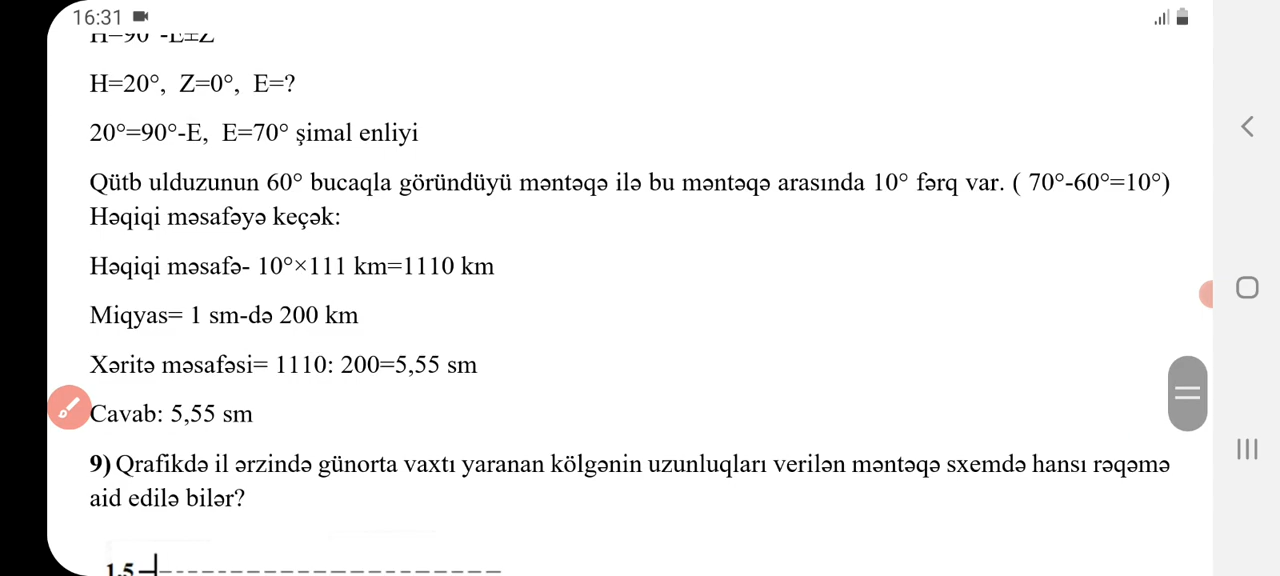 16:31
H=90°-E±Z
H=20°, Z=0°, E=?
20°=90°-E, E=70° şimal enliyi
Qütb ulduzunun 60° bucaqla göründüyü məntəqə ilə bu məntəqə arasında 10° fərq var. ( 70°-60°=10°)
Həqiqi məsafəyə keçək:
Həqiqi məsafə- 10°×111 km=1110 km
Miqyas= 1 sm-də 200 km
Xəritə məsafəsi= 1110: 200=5,55 sm
Cavab: 5,55 sm
9) Qrafikdə il ərzində günorta vaxtı yaranan kölgənin uzunluqları verilən məntəqə sxemdə hansı rəqəmə
aid edilə bilər?
1.5